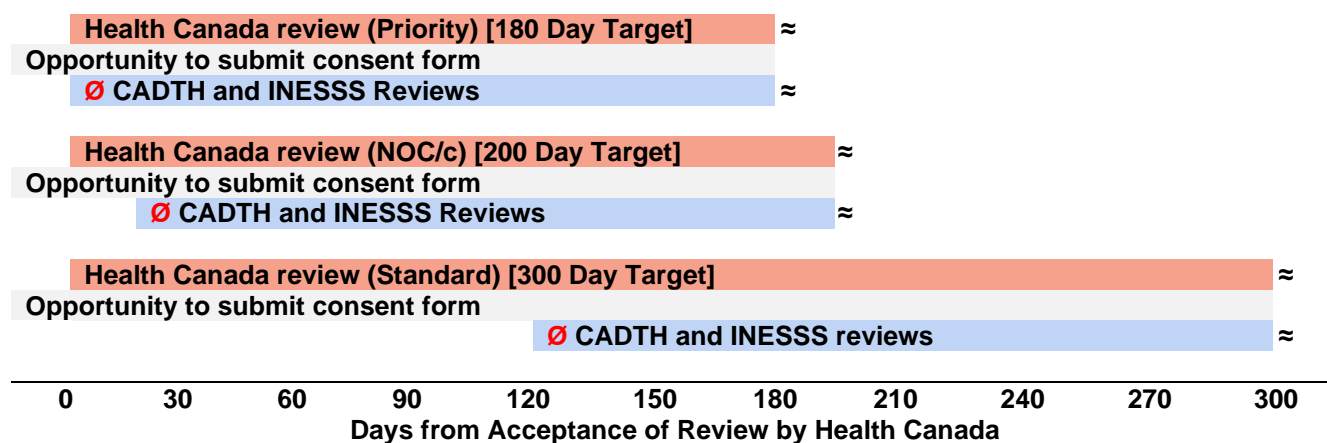 Health Canada review (Priority) [180 Day Target] ≈
Opportunity to submit consent form
Ø CADTH and INESSS Reviews ≈
Health Canada review (NOC/c) [200 Day Target] ≈
Opportunity to submit consent form
Ø CADTH and INESSS Reviews ≈
Health Canada review (Standard) [300 Day Target] ≈
Opportunity to submit consent form
Ø CADTH and INESSS reviews ≈
0 30 60 90 120 150 180 210 240 270 300
Days from Acceptance of Review by Health Canada